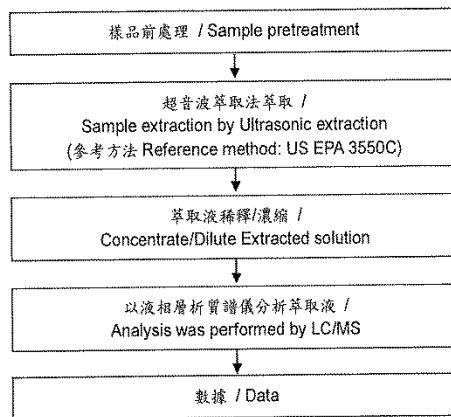 樣品前處理 / Sample pretreatment
超音波萃取法萃取 /
Sample extraction by Ultrasonic extraction
(參考方法 Reference method: US EPA 3550C)
萃取液稀釋/濃縮 /
Concentrate/Dilute Extracted solution
以液相層析質譜儀分析萃取液 /
Analysis was performed by LC/MS
數據 / Data